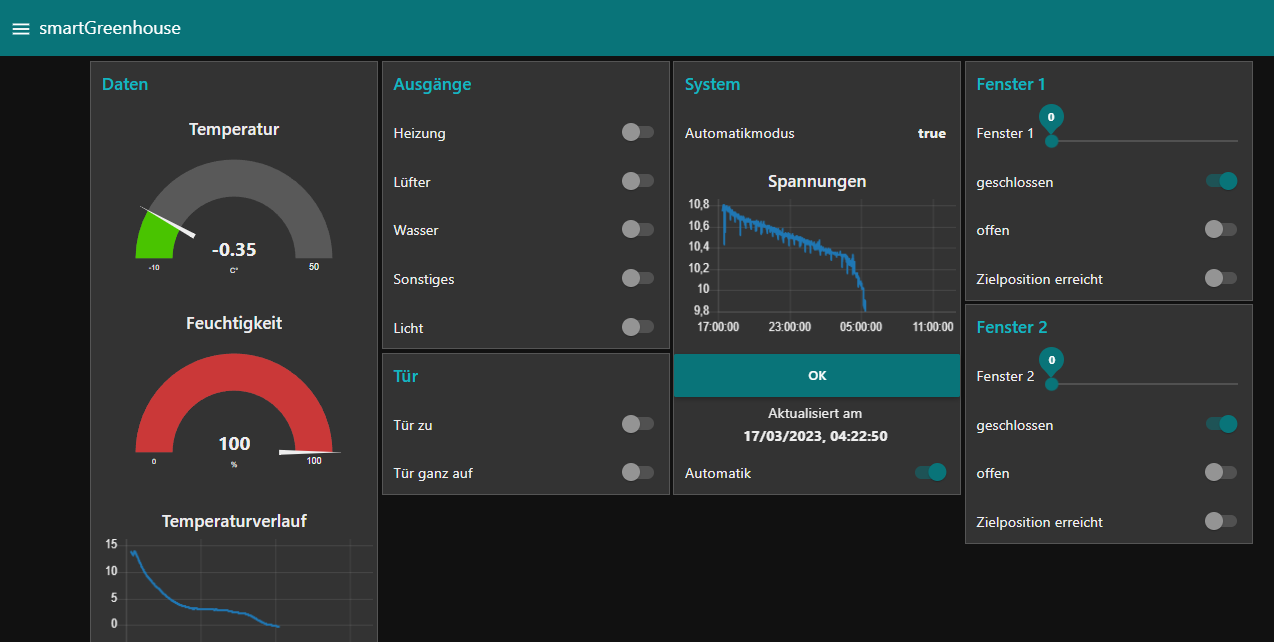 smartGreenhouse
Daten
Temperatur
-0.35
-10
C°
50
Feuchtigkeit
100
0
%
100
Temperaturverlauf
15
10
5
0
Ausgänge
Heizung
Lüfter
Wasser
Sonstiges
Licht
Tür
Tür zu
Tür ganz auf
System
Automatikmodus true
Spannungen
10,8
10,6
10,4
10,2
10
9,8
17:00:00 23:00:00 05:00:00 11:00:00
OK
Aktualisiert am
17/03/2023, 04:22:50
Automatik
Fenster 1
0
Fenster 1
geschlossen
offen
Zielposition erreicht
Fenster 2
0
Fenster 2
geschlossen
offen
Zielposition erreicht